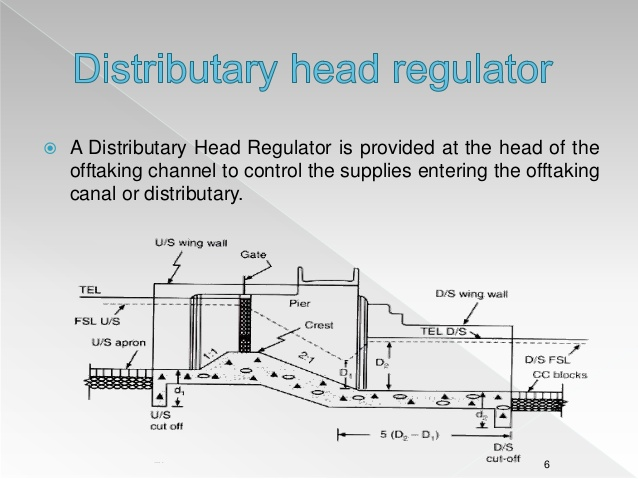 Distributary head regulator
A Distributary Head Regulator is provided at the head of the
offtaking channel to control the supplies entering the offtaking
canal or distributary.
U/S wing wall
Gate
TEL
D/S wing wall
Pier
FSL U/S
TEL D/S
Crest
U/S apron
1:1
2:1
D₁
D₂
D/S FSL
CC blocks
d₁
d₂
U/S
cut off
5 (D₂ – D₁)
D/S
cut-off
6